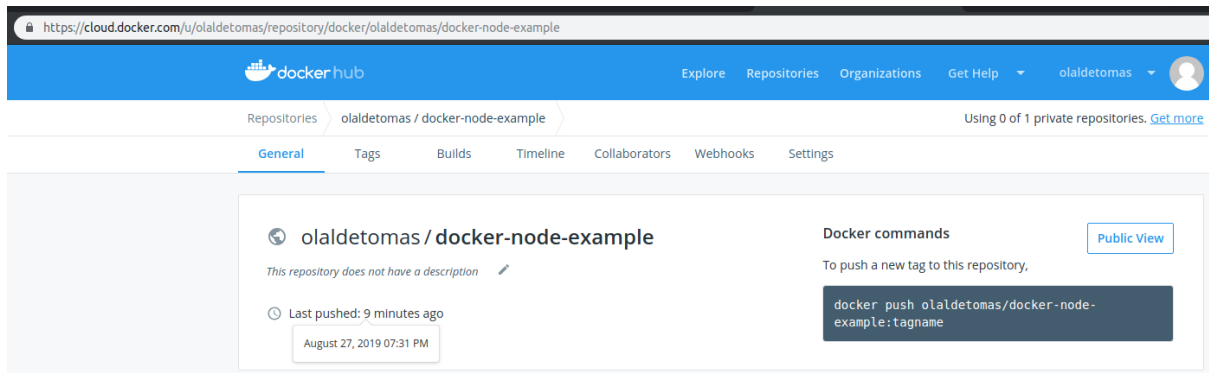 https://cloud.docker.com/u/olaldetomas/repository/docker/olaldetomas/docker-node-example
docker hub Explore Repositories Organizations Get Help olaldetomas
Repositories olaldetomas / docker-node-example Using 0 of 1 private repositories. Get more
General Tags Builds Timeline Collaborators Webhooks Settings
olaldetomas / docker-node-example
This repository does not have a description
Last pushed: 9 minutes ago
August 27, 2019 07:31 PM
Docker commands
Public View
To push a new tag to this repository,
docker push olaldetomas/docker-node-
example:tagname